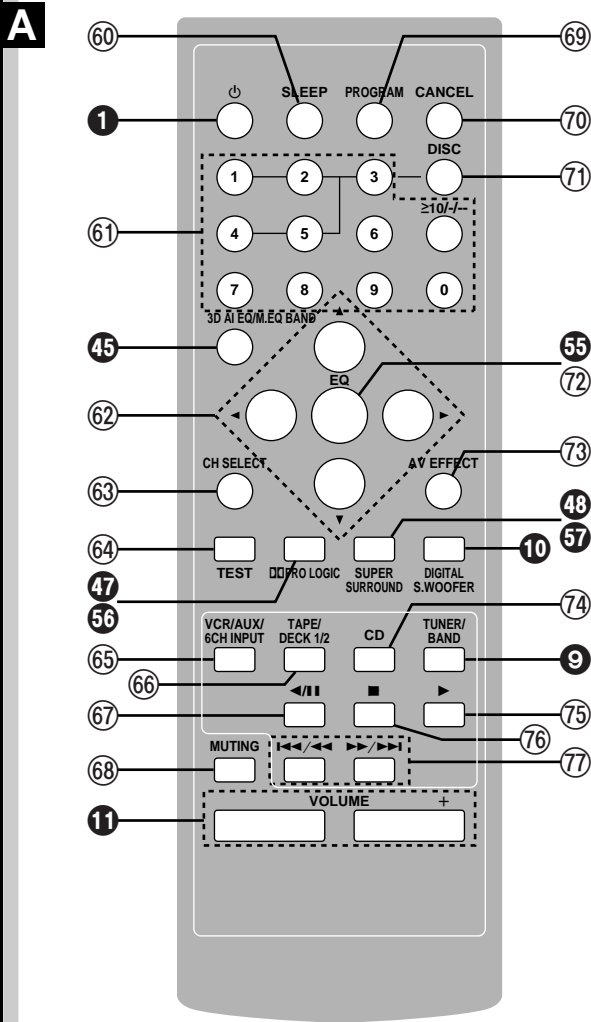 A
60 69
SLEEP PROGRAM CANCEL
1 70
DISC
1 2 3 71
≥10/-/--
61 4 5 6
7 8 9 0
3D AI EQ/M.EQ BAND
45 ▲ 55
EQ
62 ◄ ► 72
CH SELECT AV EFFECT
63 73
▼ 48
64 10 57
TEST DDPRO LOGIC SUPER SURROUND DIGITAL S.WOOFER
47
56 74
VCR/AUX/ 6CH INPUT TAPE/ DECK 1/2 CD TUNER/ BAND
65 9
66
◄/❙❙ ■ ►
67 75
76
MUTING I◄◄/◄◄ ►►/►►I
68 77
VOLUME +
11